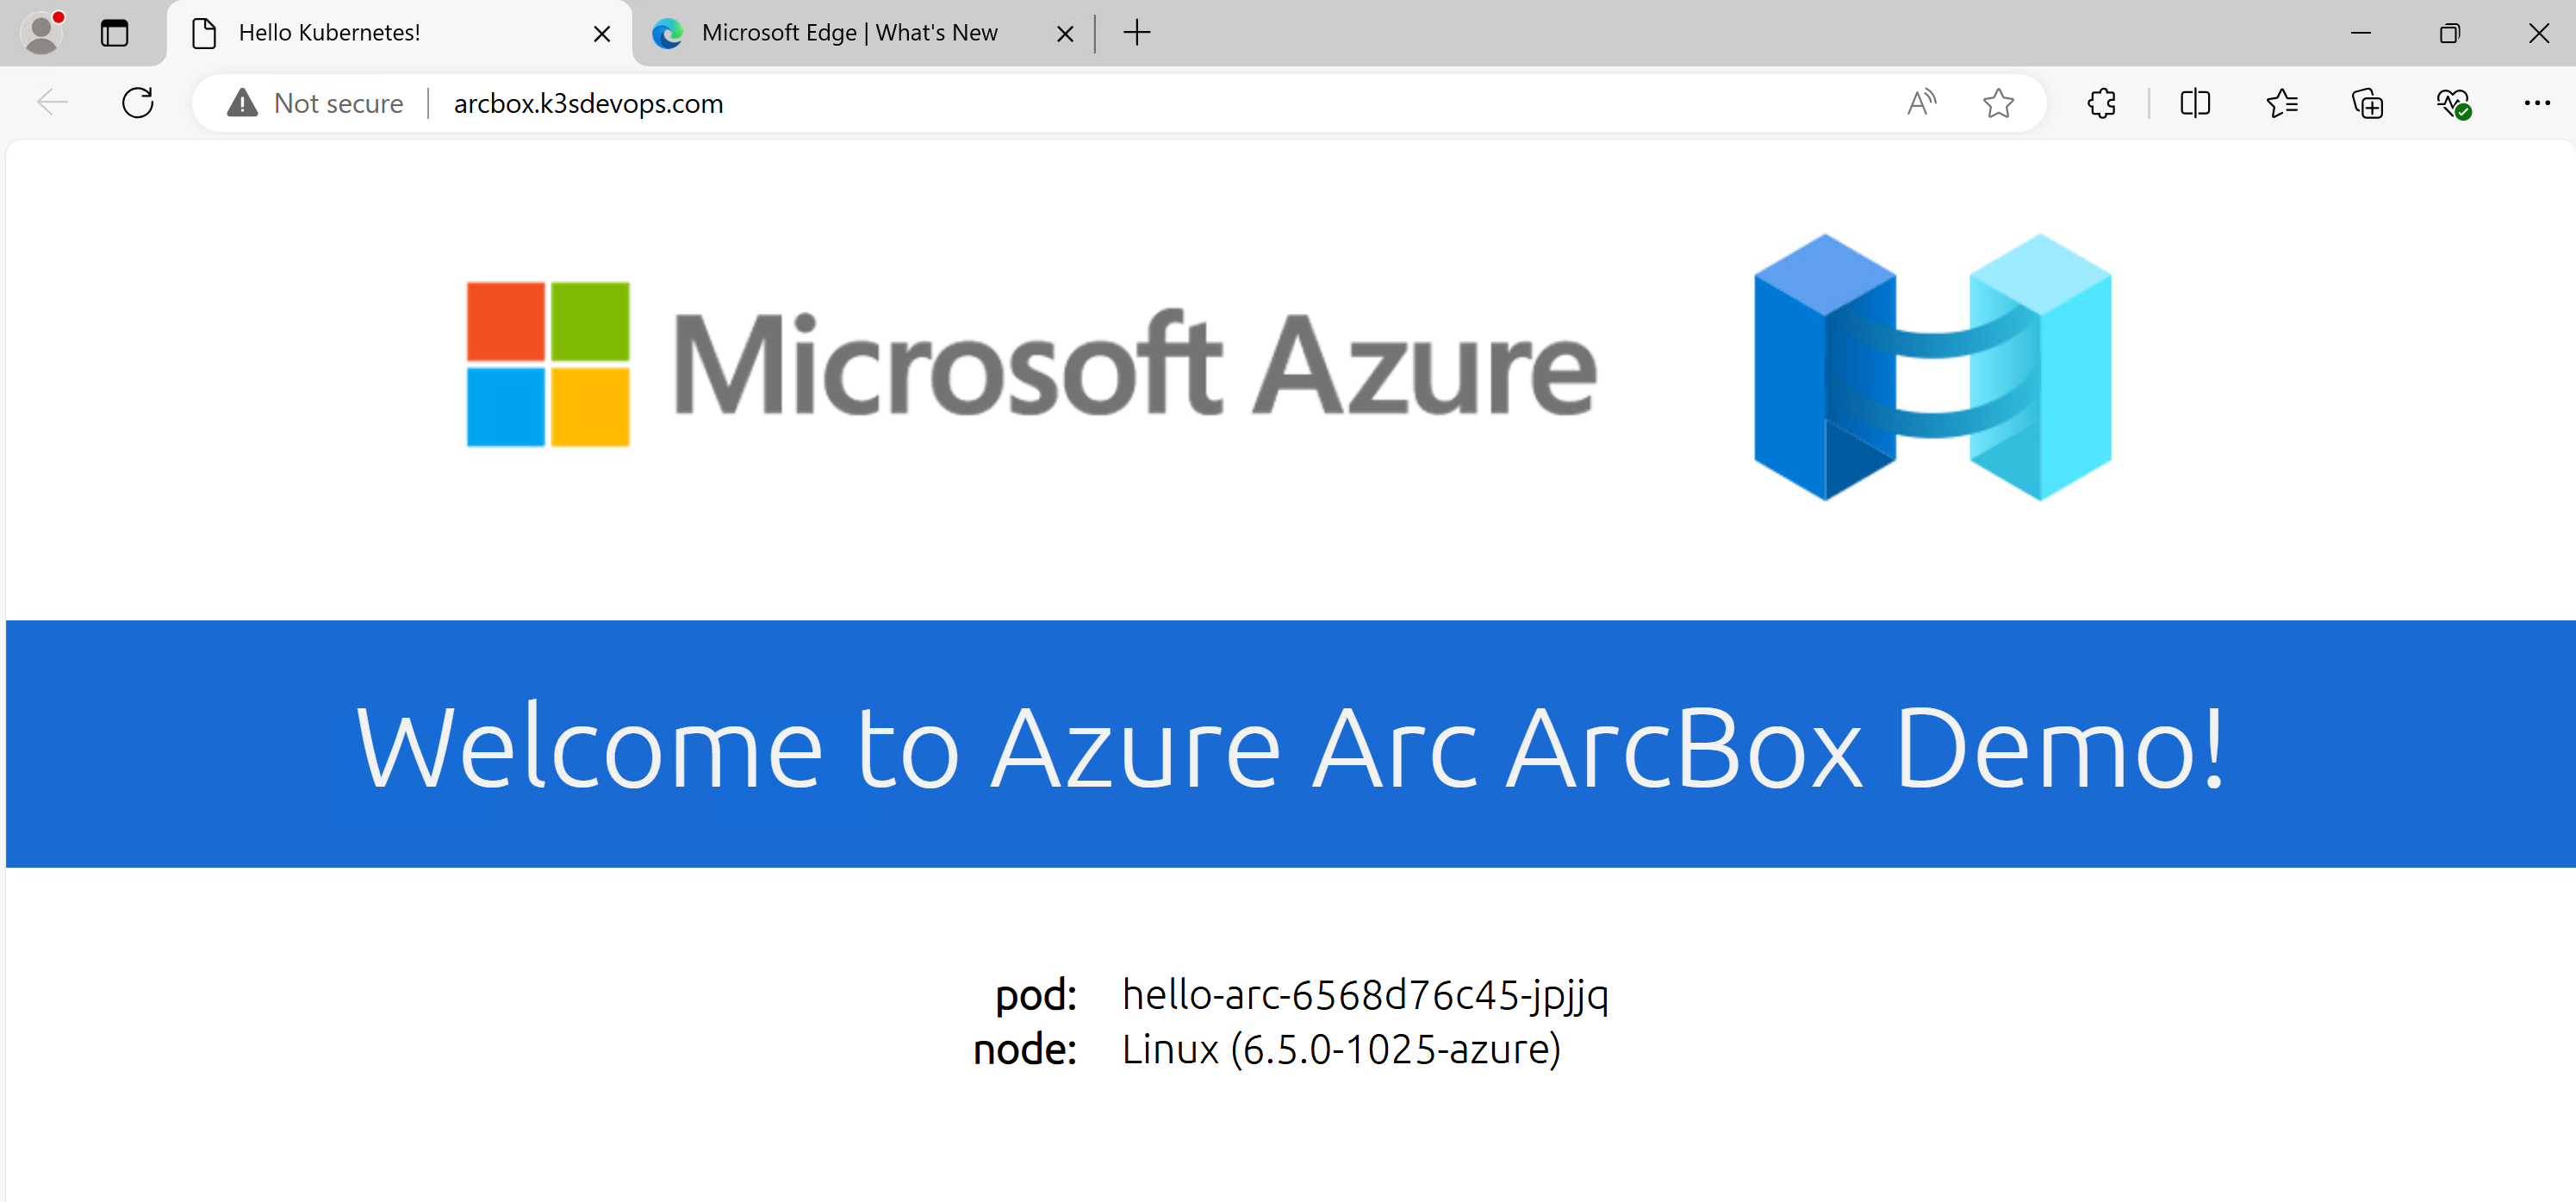 Hello Kubernetes!
Microsoft Edge | What's New
Not secure
arcbox.k3sdevops.com
Microsoft Azure
Welcome to Azure Arc ArcBox Demo!
pod: hello-arc-6568d76c45-jpjjq
node: Linux (6.5.0-1025-azure)